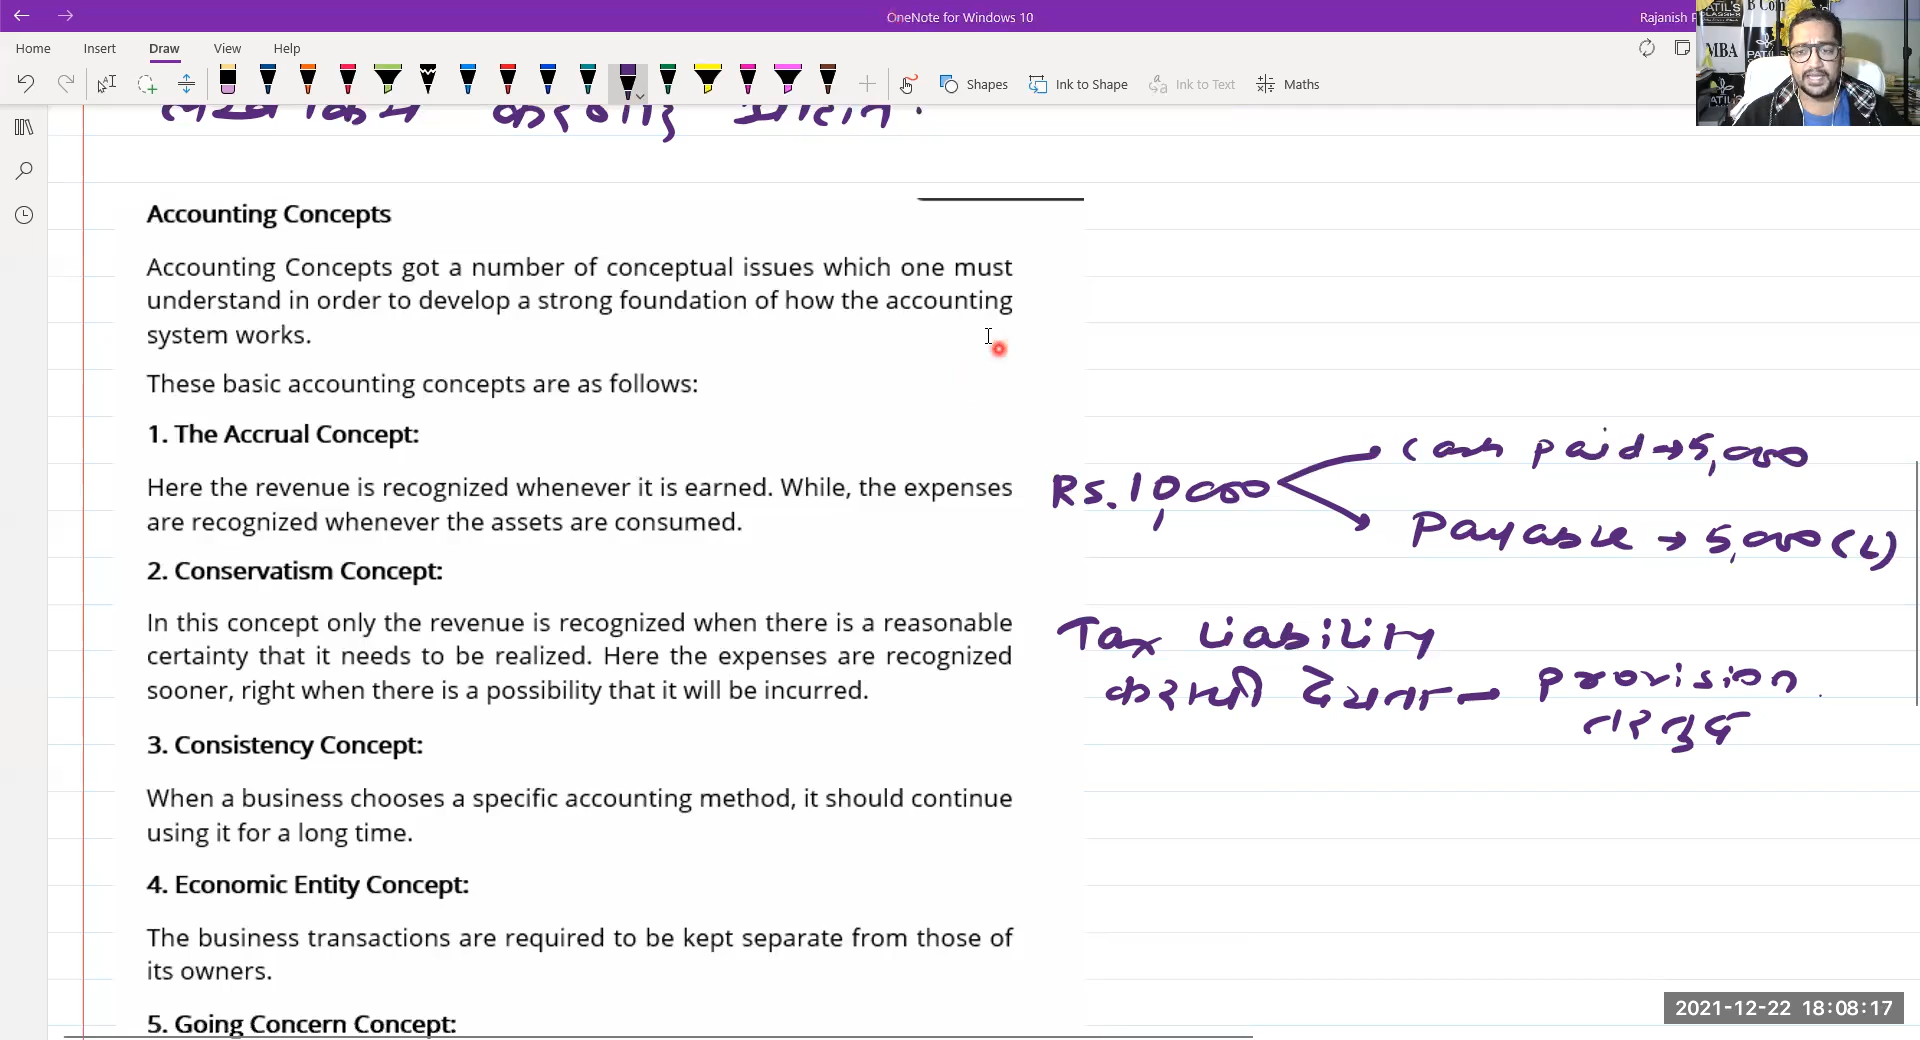 OneNote for Windows 10
Rajanish
Home Insert Draw View Help
Shapes Ink to Shape Ink to Text Maths
B Com
MBA
Accounting Concepts
Accounting Concepts got a number of conceptual issues which one must
understand in order to develop a strong foundation of how the accounting
system works.
These basic accounting concepts are as follows:
1. The Accrual Concept:
Here the revenue is recognized whenever it is earned. While, the expenses
are recognized whenever the assets are consumed.
2. Conservatism Concept:
In this concept only the revenue is recognized when there is a reasonable
certainty that it needs to be realized. Here the expenses are recognized
sooner, right when there is a possibility that it will be incurred.
3. Consistency Concept:
When a business chooses a specific accounting method, it should continue
using it for a long time.
4. Economic Entity Concept:
The business transactions are required to be kept separate from those of
its owners.
5. Going Concern Concept:
Rs. 10,000
Cash paid → 5,000
Payable → 5,000 (L)
Tax Liability
कराची देयता → Provision
तरतूद
2021-12-22 18:08:17